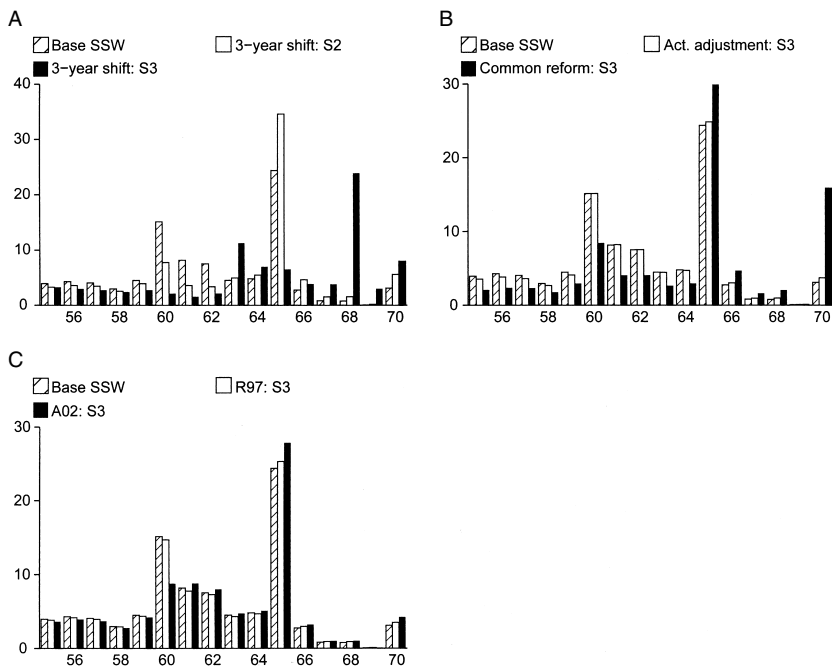 A
Base SSW 3−year shift: S2
3−year shift: S3
40
30
20
10
0
56 58 60 62 64 66 68 70
B
Base SSW Act. adjustment: S3
Common reform: S3
30
20
10
0
56 58 60 62 64 66 68 70
C
Base SSW R97: S3
A02: S3
30
20
10
0
56 58 60 62 64 66 68 70